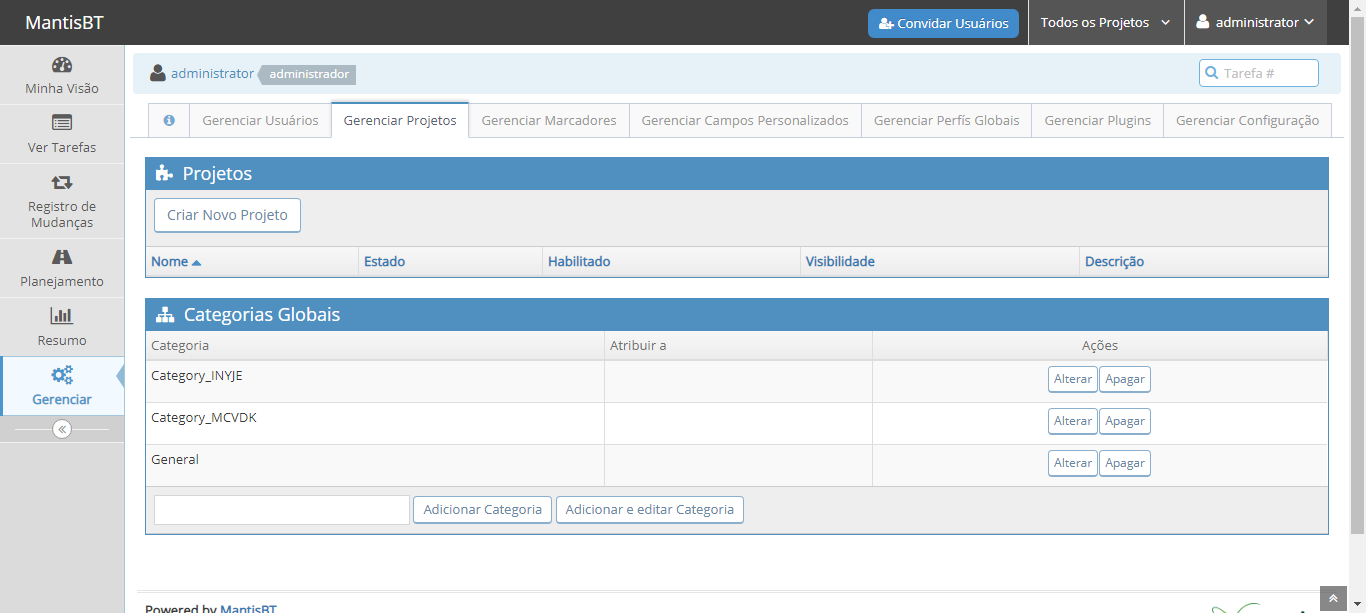 MantisBT
Convidar Usuários
Todos os Projetos
administrator
Minha Visão
Ver Tarefas
Registro de
Mudanças
Planejamento
Resumo
Gerenciar
administrator administrador
Tarefa #
Gerenciar Usuários Gerenciar Projetos Gerenciar Marcadores Gerenciar Campos Personalizados Gerenciar Perfís Globais Gerenciar Plugins Gerenciar Configuração
Projetos
Criar Novo Projeto
Nome Estado Habilitado Visibilidade Descrição
Categorias Globais
Categoria Atribuir a Ações
Category_INYJE Alterar Apagar
Category_MCVDK Alterar Apagar
General Alterar Apagar
Adicionar Categoria Adicionar e editar Categoria
Powered by MantisBT